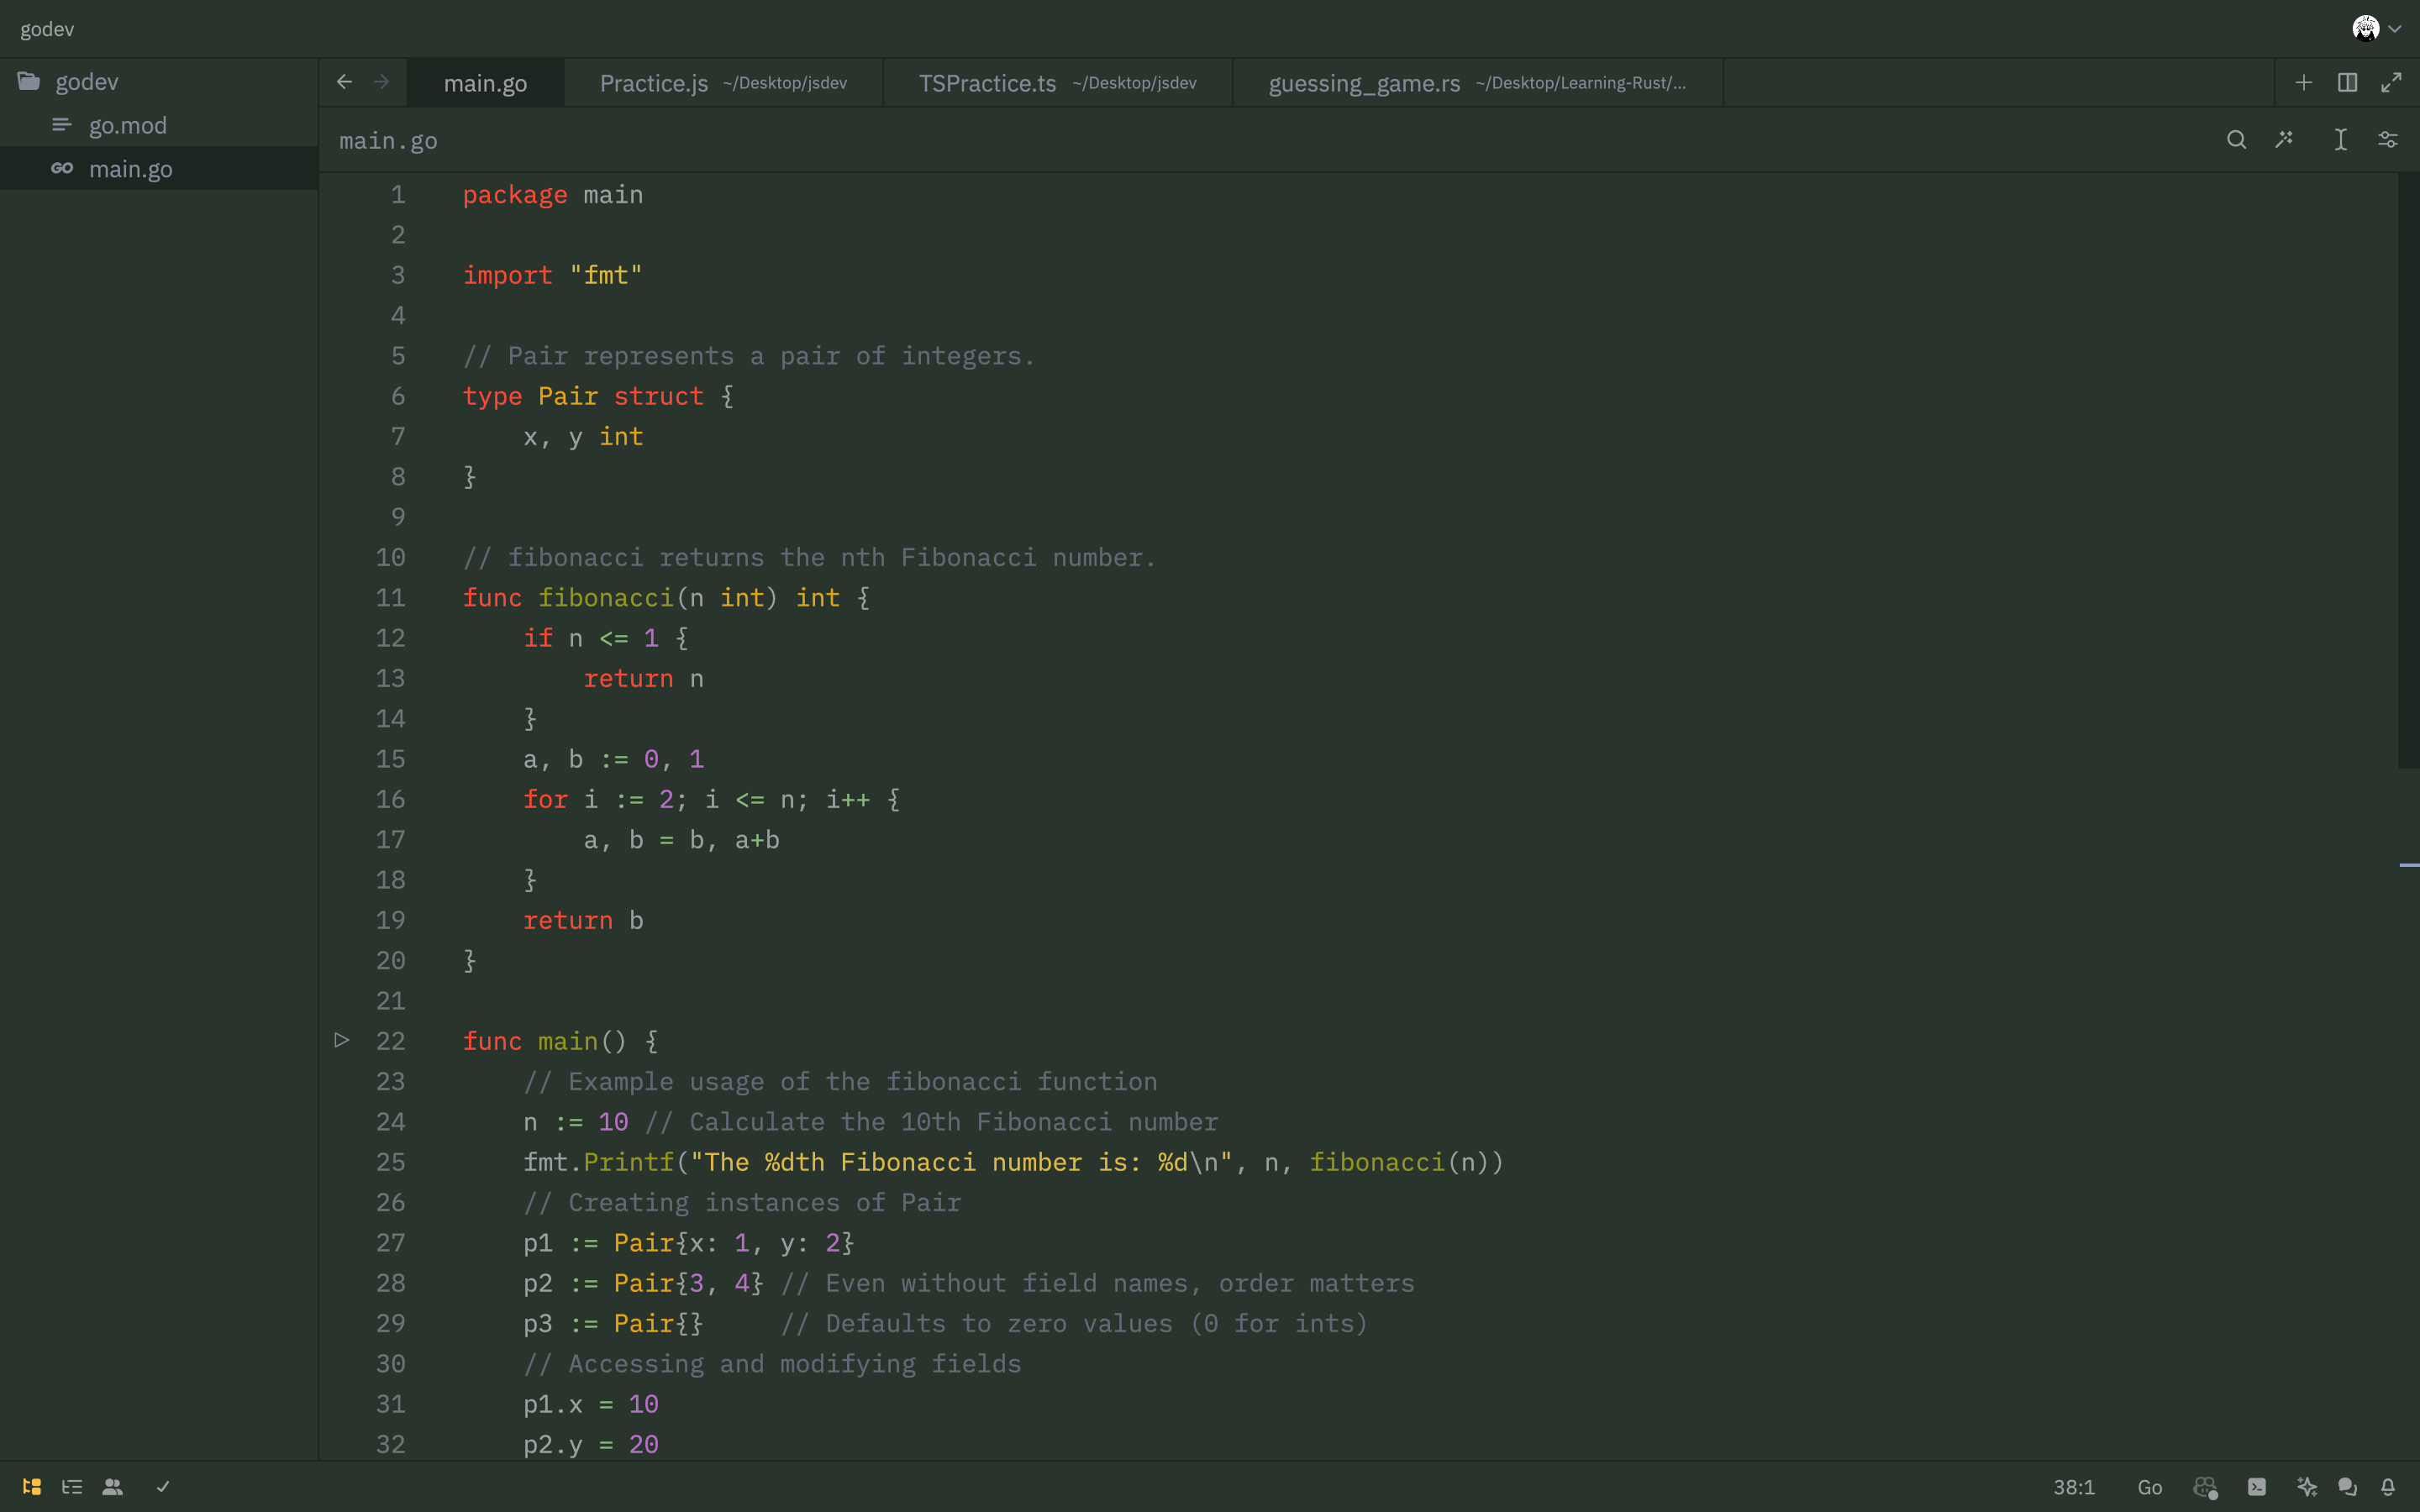 godev
godev
go.mod
GO main.go
main.go
Practice.js ~/Desktop/jsdev
TSPractice.ts ~/Desktop/jsdev
guessing_game.rs ~/Desktop/Learning-Rust/...
main.go
1 package main
2
3 import "fmt"
4
5 // Pair represents a pair of integers.
6 type Pair struct {
7     x, y int
8 }
9
10 // fibonacci returns the nth Fibonacci number.
11 func fibonacci(n int) int {
12     if n <= 1 {
13         return n
14     }
15     a, b := 0, 1
16     for i := 2; i <= n; i++ {
17         a, b = b, a+b
18     }
19     return b
20 }
21
22 func main() {
23     // Example usage of the fibonacci function
24     n := 10 // Calculate the 10th Fibonacci number
25     fmt.Printf("The %dth Fibonacci number is: %d\n", n, fibonacci(n))
26     // Creating instances of Pair
27     p1 := Pair{x: 1, y: 2}
28     p2 := Pair{3, 4} // Even without field names, order matters
29     p3 := Pair{}     // Defaults to zero values (0 for ints)
30     // Accessing and modifying fields
31     p1.x = 10
32     p2.y = 20
38:1 Go